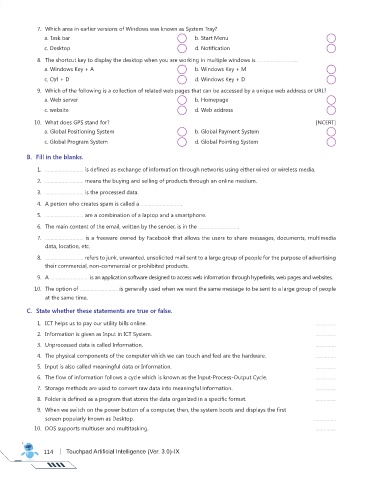 7. Which area in earlier versions of Windows was known as System Tray?
a. Task bar
b. Start Menu
c. Desktop
d. Notification
8. The shortcut key to display the desktop when you are working in multiple windows is ........................
a. Windows Key + A
b. Windows Key + M
c. Ctrl + D
d. Windows Key + D
9. Which of the following is a collection of related web pages that can be accessed by a unique web address or URL?
a. Web server
b. Homepage
c. website
d. Web address
10. What does GPS stand for? [NCERT]
a. Global Positioning System
b. Global Payment System
c. Global Program System
d. Global Pointing System
B. Fill in the blanks.
1. ........................ is defined as exchange of information through networks using either wired or wireless media.
2. ........................ means the buying and selling of products through an online medium.
3. ........................ is the processed data.
4. A person who creates spam is called a ........................
5. ........................ are a combination of a laptop and a smartphone.
6. The main content of the email, written by the sender, is in the ........................
7. ........................ is a freeware owned by Facebook that allows the users to share messages, documents, multimedia
data, location, etc.
8. ........................ refers to junk, unwanted, unsolicited mail sent to a large group of people for the purpose of advertising
their commercial, non-commercial or prohibited products.
9. A ........................ is an application software designed to access web information through hyperlinks, web pages and websites.
10. The option of ........................ is generally used when we want the same message to be sent to a large group of people
at the same time.
C. State whether these statements are true or false.
1. ICT helps us to pay our utility bills online. ............
2. Information is given as Input in ICT System. ............
3. Unprocessed data is called Information. ............
4. The physical components of the computer which we can touch and feel are the hardware. ............
5. Input is also called meaningful data or Information. ............
6. The flow of information follows a cycle which is known as the Input-Process-Output Cycle. ............
7. Storage methods are used to convert raw data into meaningful information. ............
8. Folder is defined as a program that stores the data organized in a specific format. ............
9. When we switch on the power button of a computer, then, the system boots and displays the first
screen popularly known as Desktop. ............
10. DOS supports multiuser and multitasking. ............
114 | Touchpad Artificial Intelligence (Ver. 3.0)-IX